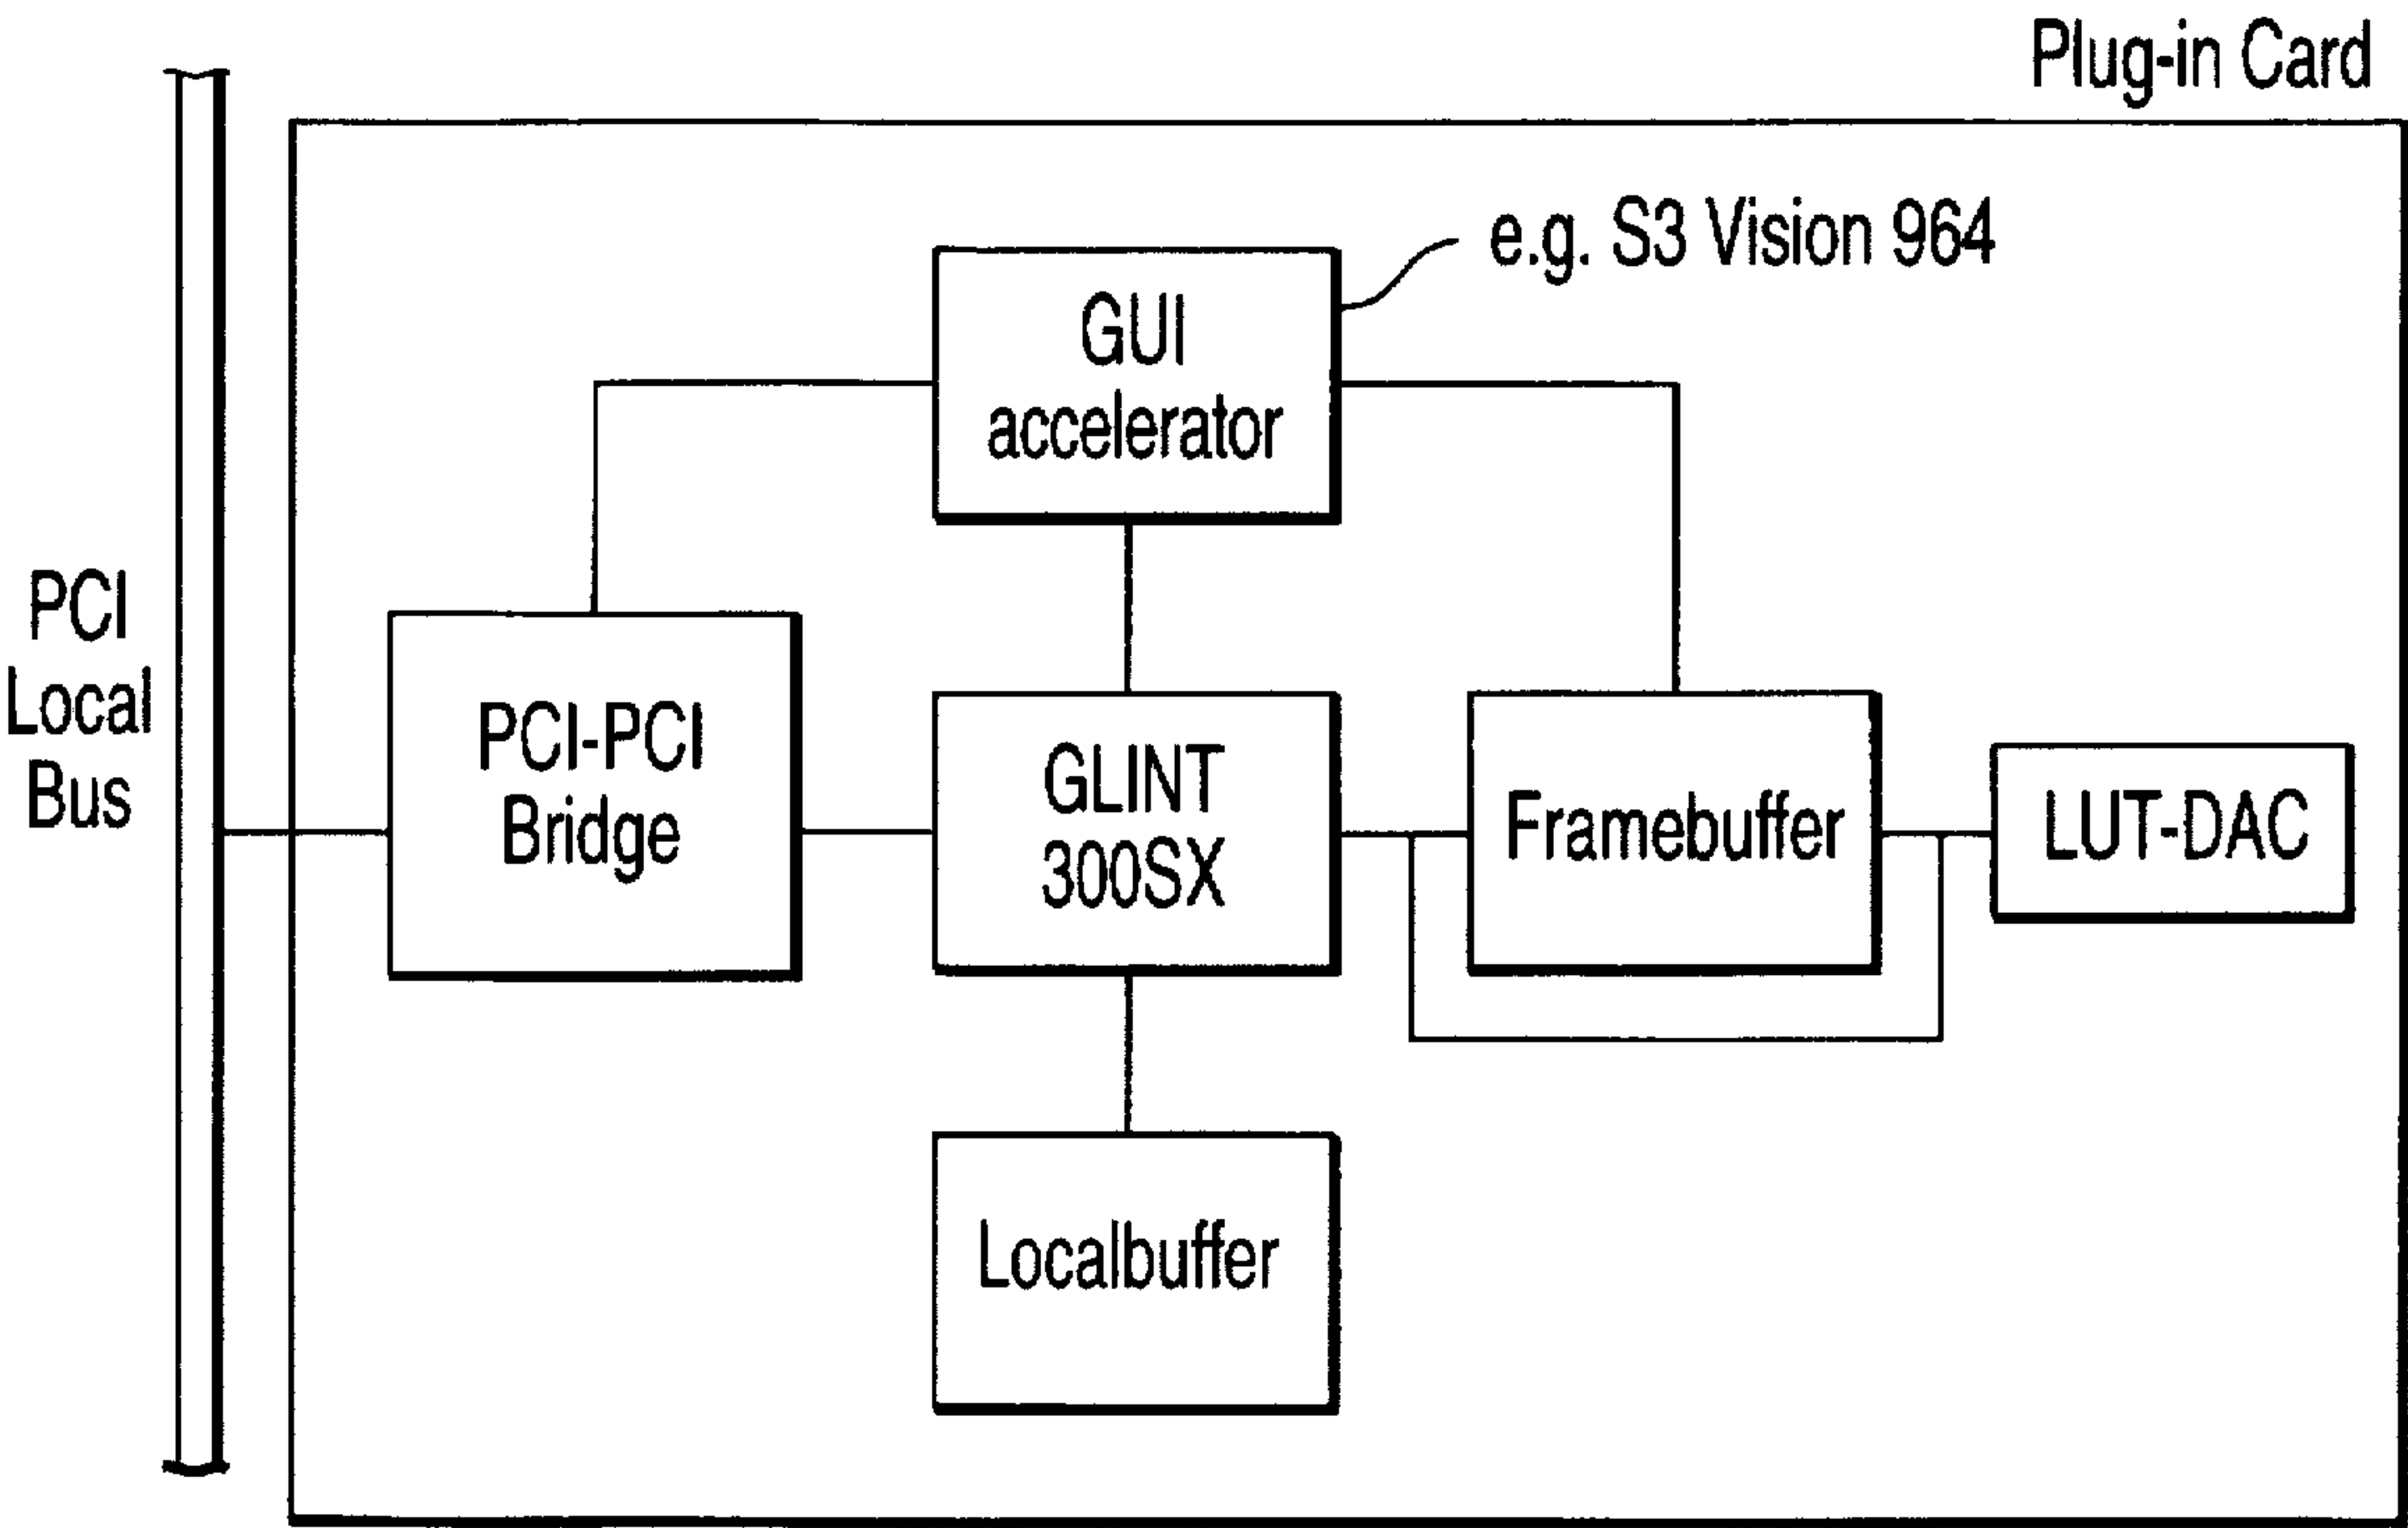 Plug-in Card
e.g. S3 Vision 964
GUI
accelerator
PCI
Local
Bus
PCI-PCI
Bridge
GLINT
300SX
Framebuffer
LUT-DAC
Localbuffer